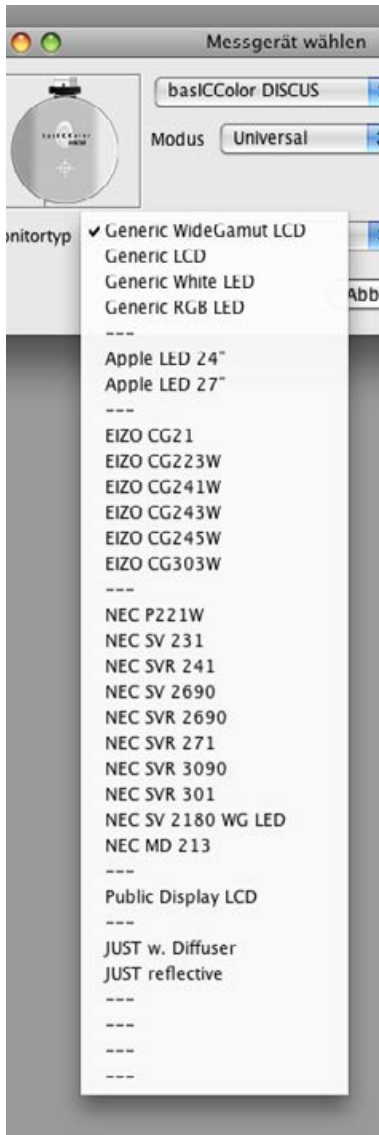 Messgerät wählen
basICColor DISCUS
basICColor
DISCUS
Modus Universal
onitortyp ✓ Generic WideGamut LCD
Generic LCD
Generic White LED
Generic RGB LED
Abb
---
Apple LED 24"
Apple LED 27"
---
EIZO CG21
EIZO CG223W
EIZO CG241W
EIZO CG243W
EIZO CG245W
EIZO CG303W
---
NEC P221W
NEC SV 231
NEC SVR 241
NEC SV 2690
NEC SVR 2690
NEC SVR 271
NEC SVR 3090
NEC SVR 301
NEC SV 2180 WG LED
NEC MD 213
---
Public Display LCD
---
JUST w. Diffuser
JUST reflective
---
---
---
---